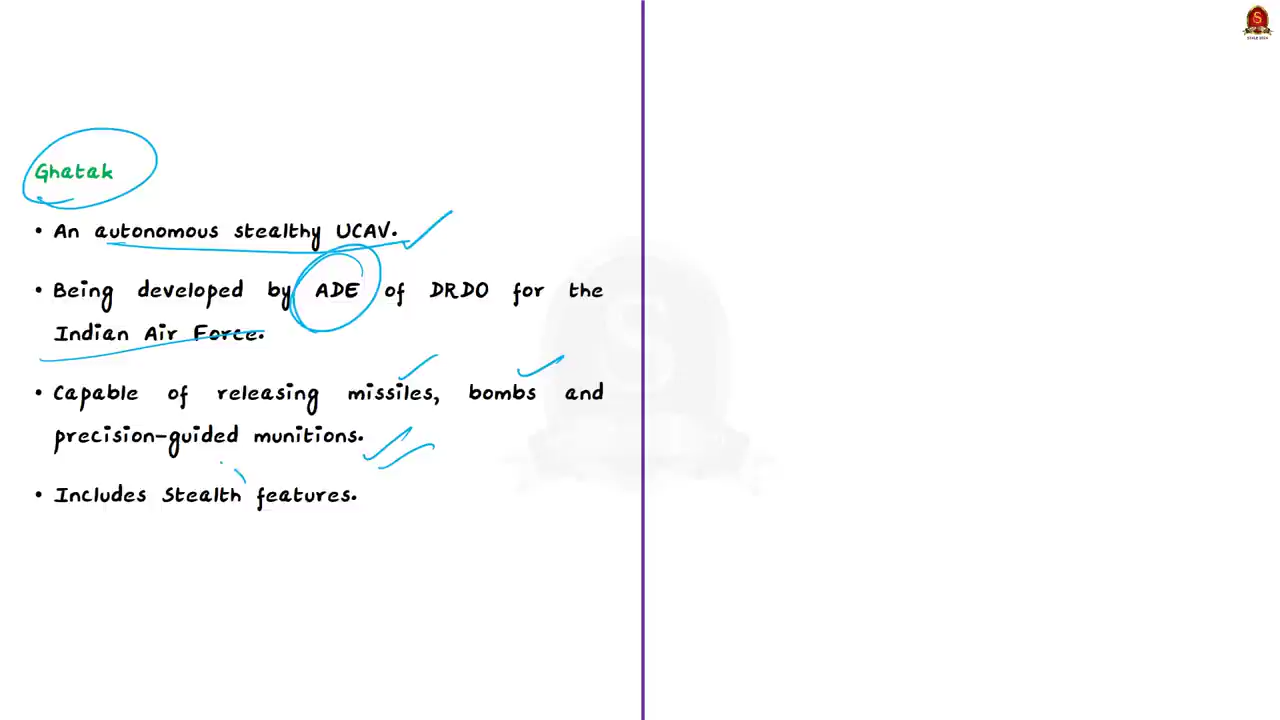 Ghatak
• An autonomous stealthy UCAV.
• Being developed by ADE of DRDO for the
Indian Air Force.
• Capable of releasing missiles, bombs and
precision-guided munitions.
• Includes Stealth features.